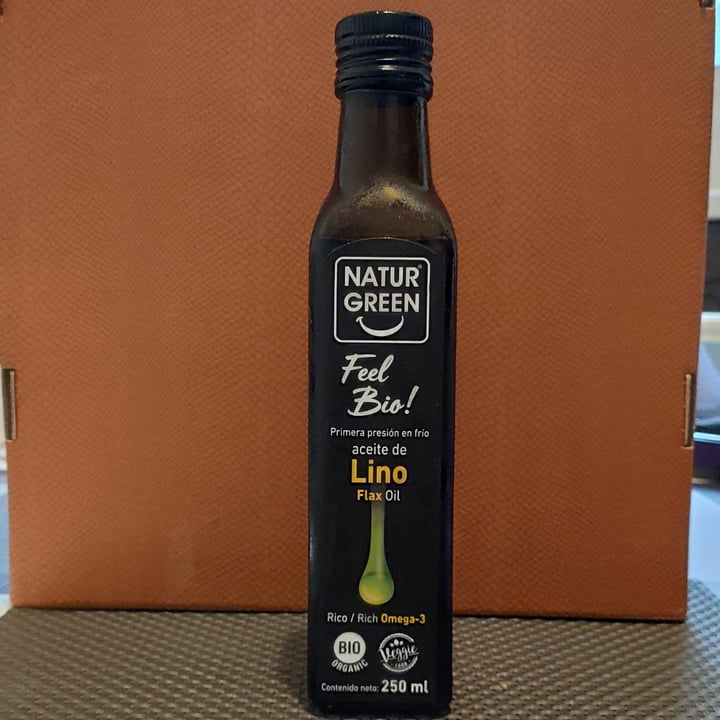 NATUR®
GREEN
Feel
Bio!
Primera presión en frío
aceite de
Lino
Flax Oil
Rico / Rich Omega-3
BIO
ORGANIC
Veggie
FOOD
Contenido neto: 250 ml